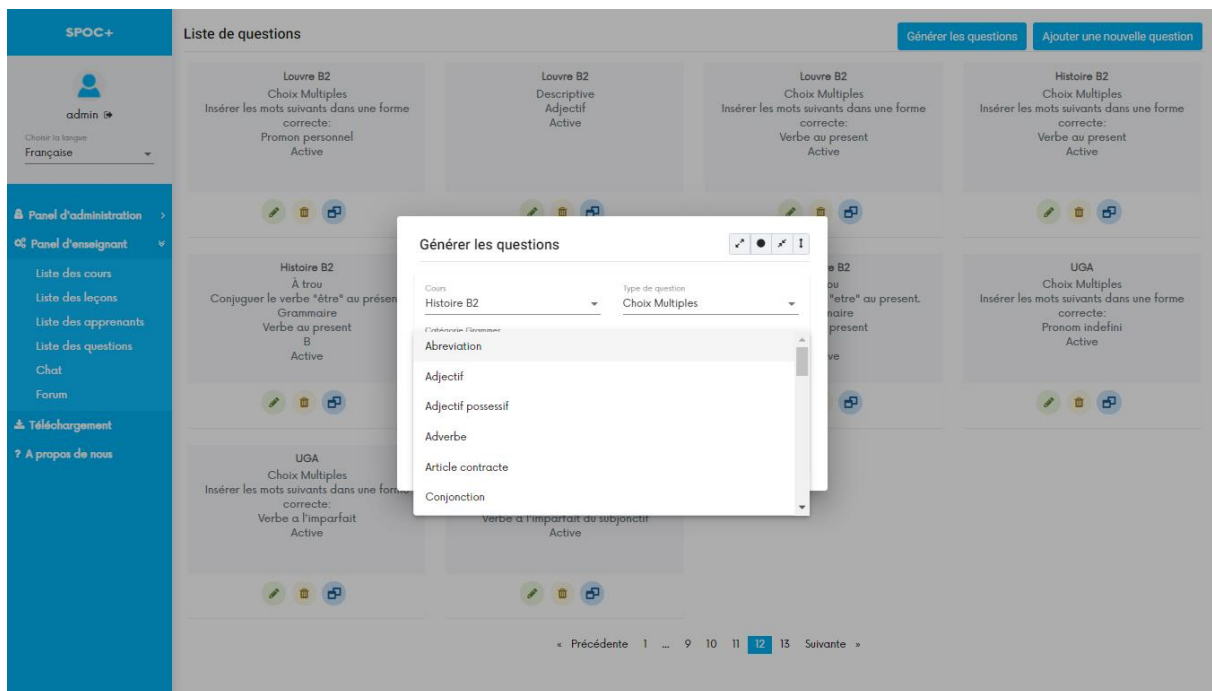 SPOC+
admin
Choisir la langue
Française
Panel d'administration
Panel d'enseignant
Liste des cours
Liste des leçons
Liste des apprenants
Liste des questions
Chat
Forum
Téléchargement
? A propos de nous
Liste de questions
Générer les questions
Ajouter une nouvelle question
Louvre B2
Choix Multiples
Insérer les mots suivants dans une forme
correcte:
Promon personnel
Active
Louvre B2
Descriptive
Adjectif
Active
Louvre B2
Choix Multiples
Insérer les mots suivants dans une forme
correcte:
Verbe au present
Active
Histoire B2
Choix Multiples
Insérer les mots suivants dans une forme
correcte:
Verbe au present
Active
Histoire B2
À trou
Conjuguer le verbe "être" au présen
Grammaire
Verbe au present
B
Active
Générer les questions
Cours
Histoire B2
Type de question
Choix Multiples
Catégorie Grammer
Abreviation
Adjectif
Adjectif possessif
Adverbe
Article contracte
Conjonction
B2
"etre" au present.
present
UGA
Choix Multiples
Insérer les mots suivants dans une forme
correcte:
Pronom indefini
Active
UGA
Choix Multiples
Insérer les mots suivants dans une forme
correcte:
Verbe a l'imparfait
Active
Verbe a l'imparfait du subjonctif
Active
« Précédente 1 ... 9 10 11 12 13 Suivante »